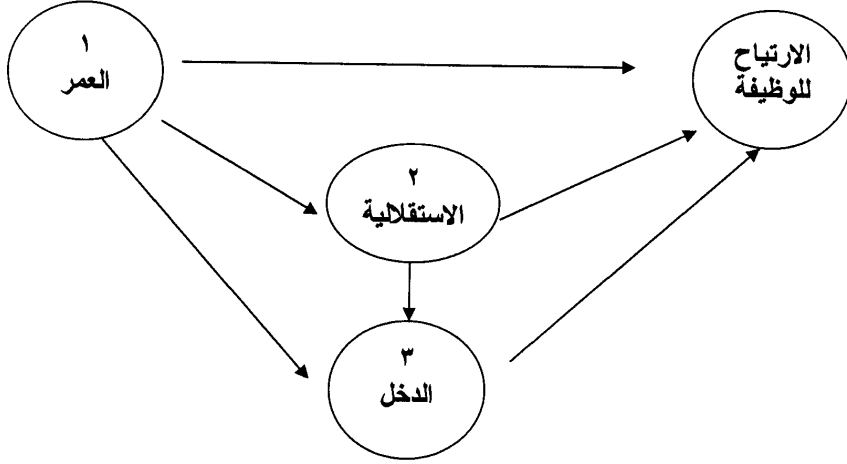 ١
العمر
الارتياح
للوظيفة
٢
الاستقلالية
٣
الدخل